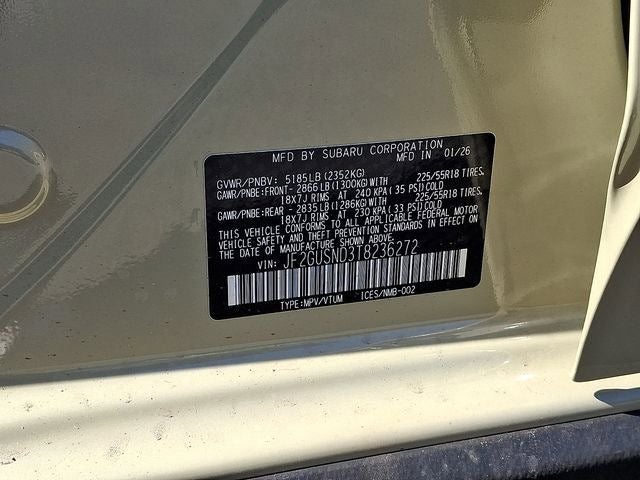 MFD BY SUBARU CORPORATION
MFD IN 01/26
GVWR/PNBV: 5185LB(2352KG)
GAWR/PNBE:FRONT- 2866LB(1300KG)WITH 225/55R18 TIRES,
18X7J RIMS AT 240 KPA(35 PSI)COLD
GAWR/PNBE:REAR -2835LB(1286KG)WITH 225/55R18 TIRES,
18X7J RIMS AT 230 KPA(33 PSI)COLD
THIS VEHICLE CONFORMS TO ALL APPLICABLE FEDERAL MOTOR
VEHICLE SAFETY AND THEFT PREVENTION STANDARDS IN EFFECT ON
THE DATE OF MANUFACTURE SHOWN ABOVE.
VIN: JF2GUSND3T8236272
TYPE:MPV/VTUM ICES/NMB-002